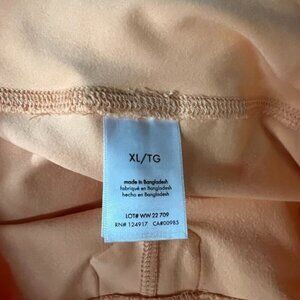 XL/TG
made in Bangladesh
fabriqué en Bangladesh
hecho en Bangladesh
LOT# WW 22 709
RN# 124917 CA#00985